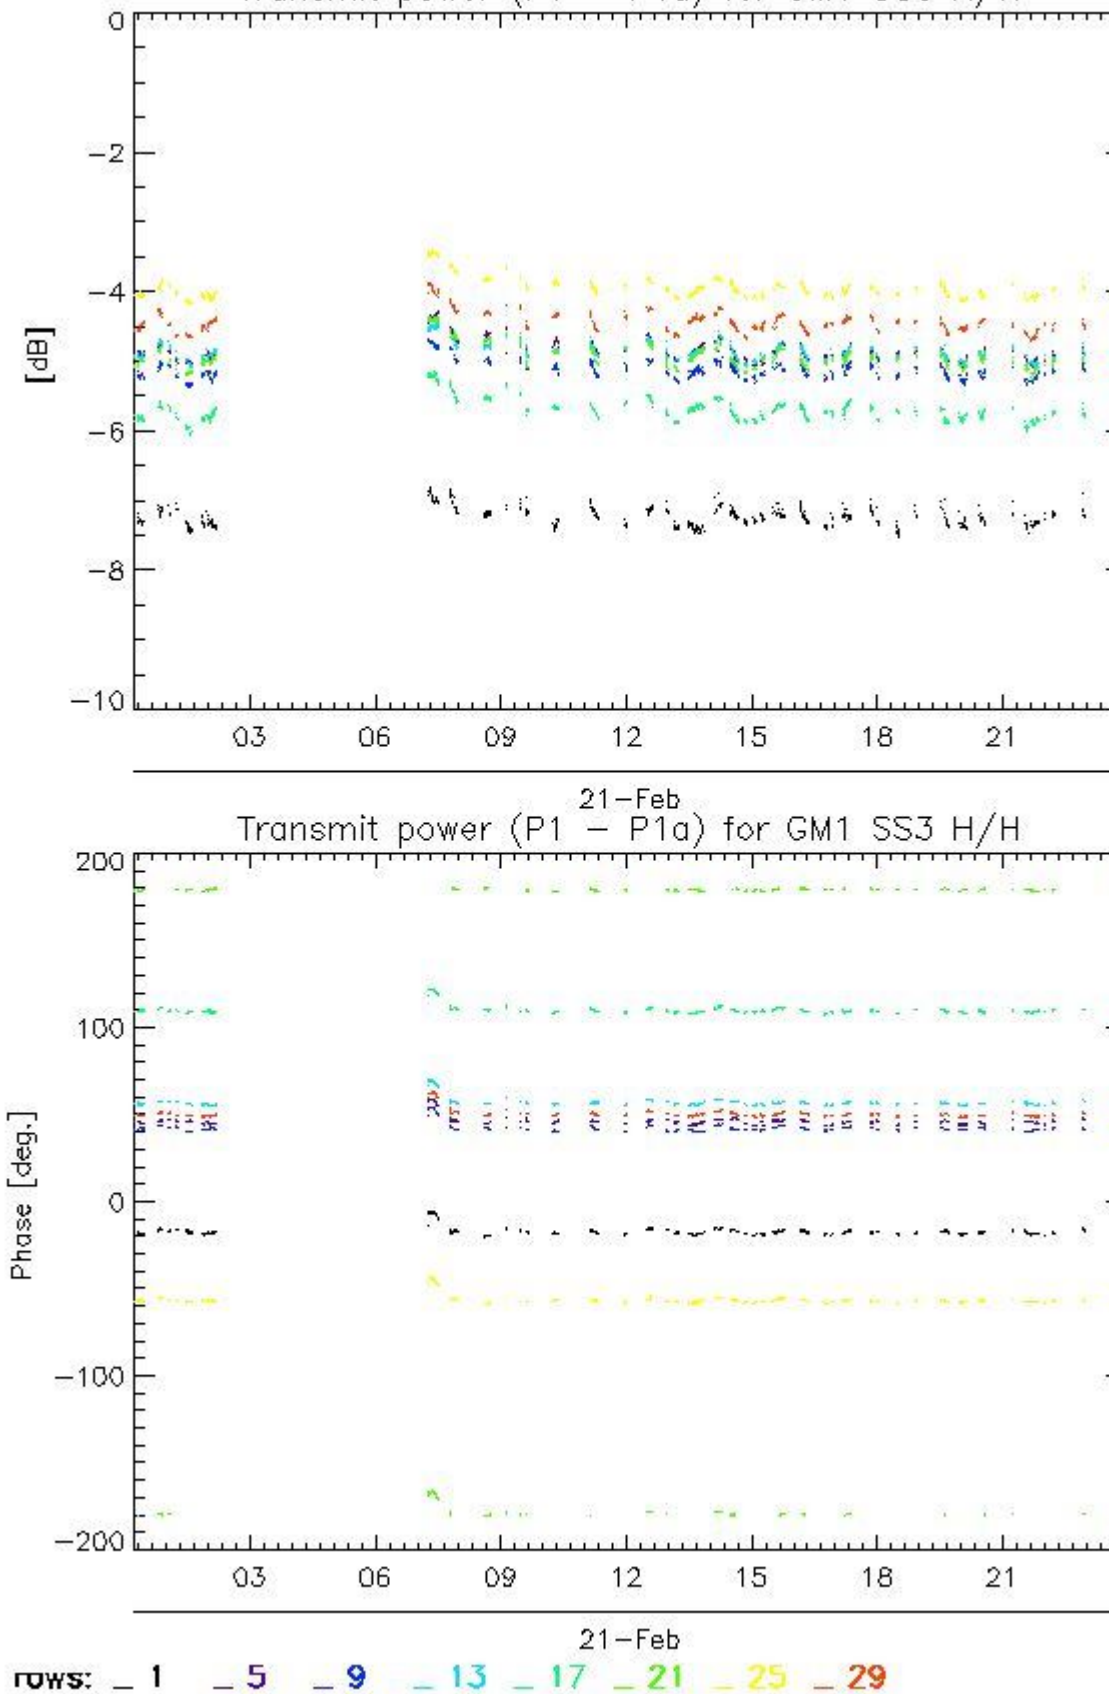 0
−2
−4
[dB]
−6
−8
−10
03 06 09 12 15 18 21
21−Feb
Transmit power (P1 − P1a) for GM1 SS3 H/H
200
100
0
Phase [deg.]
−100
−200
03 06 09 12 15 18 21
21−Feb
rows: _ 1 _ 5 _ 9 _ 13 _ 17 _ 21 _ 25 _ 29